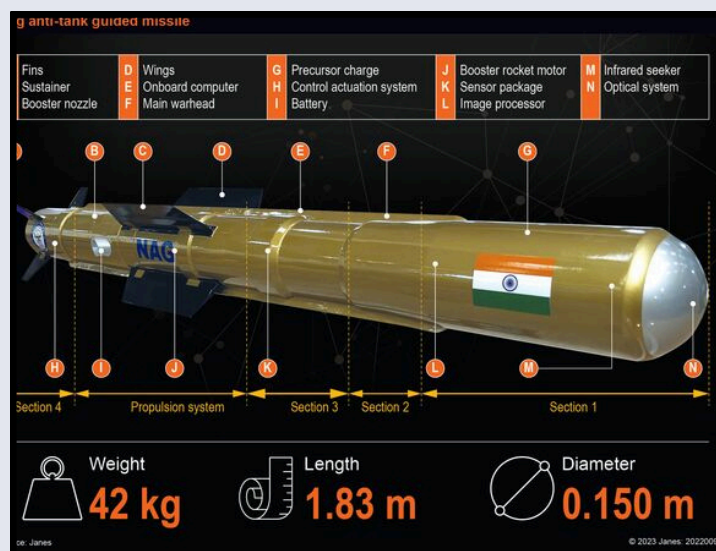 g anti-tank guided missile
Fins
Sustainer
Booster nozzle
D Wings
E Onboard computer
F Main warhead
G Precursor charge
H Control actuation system
I Battery
J Booster rocket motor
K Sensor package
L Image processor
M Infrared seeker
N Optical system
B C D E F G
NAG
H I J K L M N
Section 4 Propulsion system Section 3 Section 2 Section 1
Weight
42 kg
Length
1.83 m
Diameter
0.150 m
ce: Janes
© 2023 Janes: 2022009